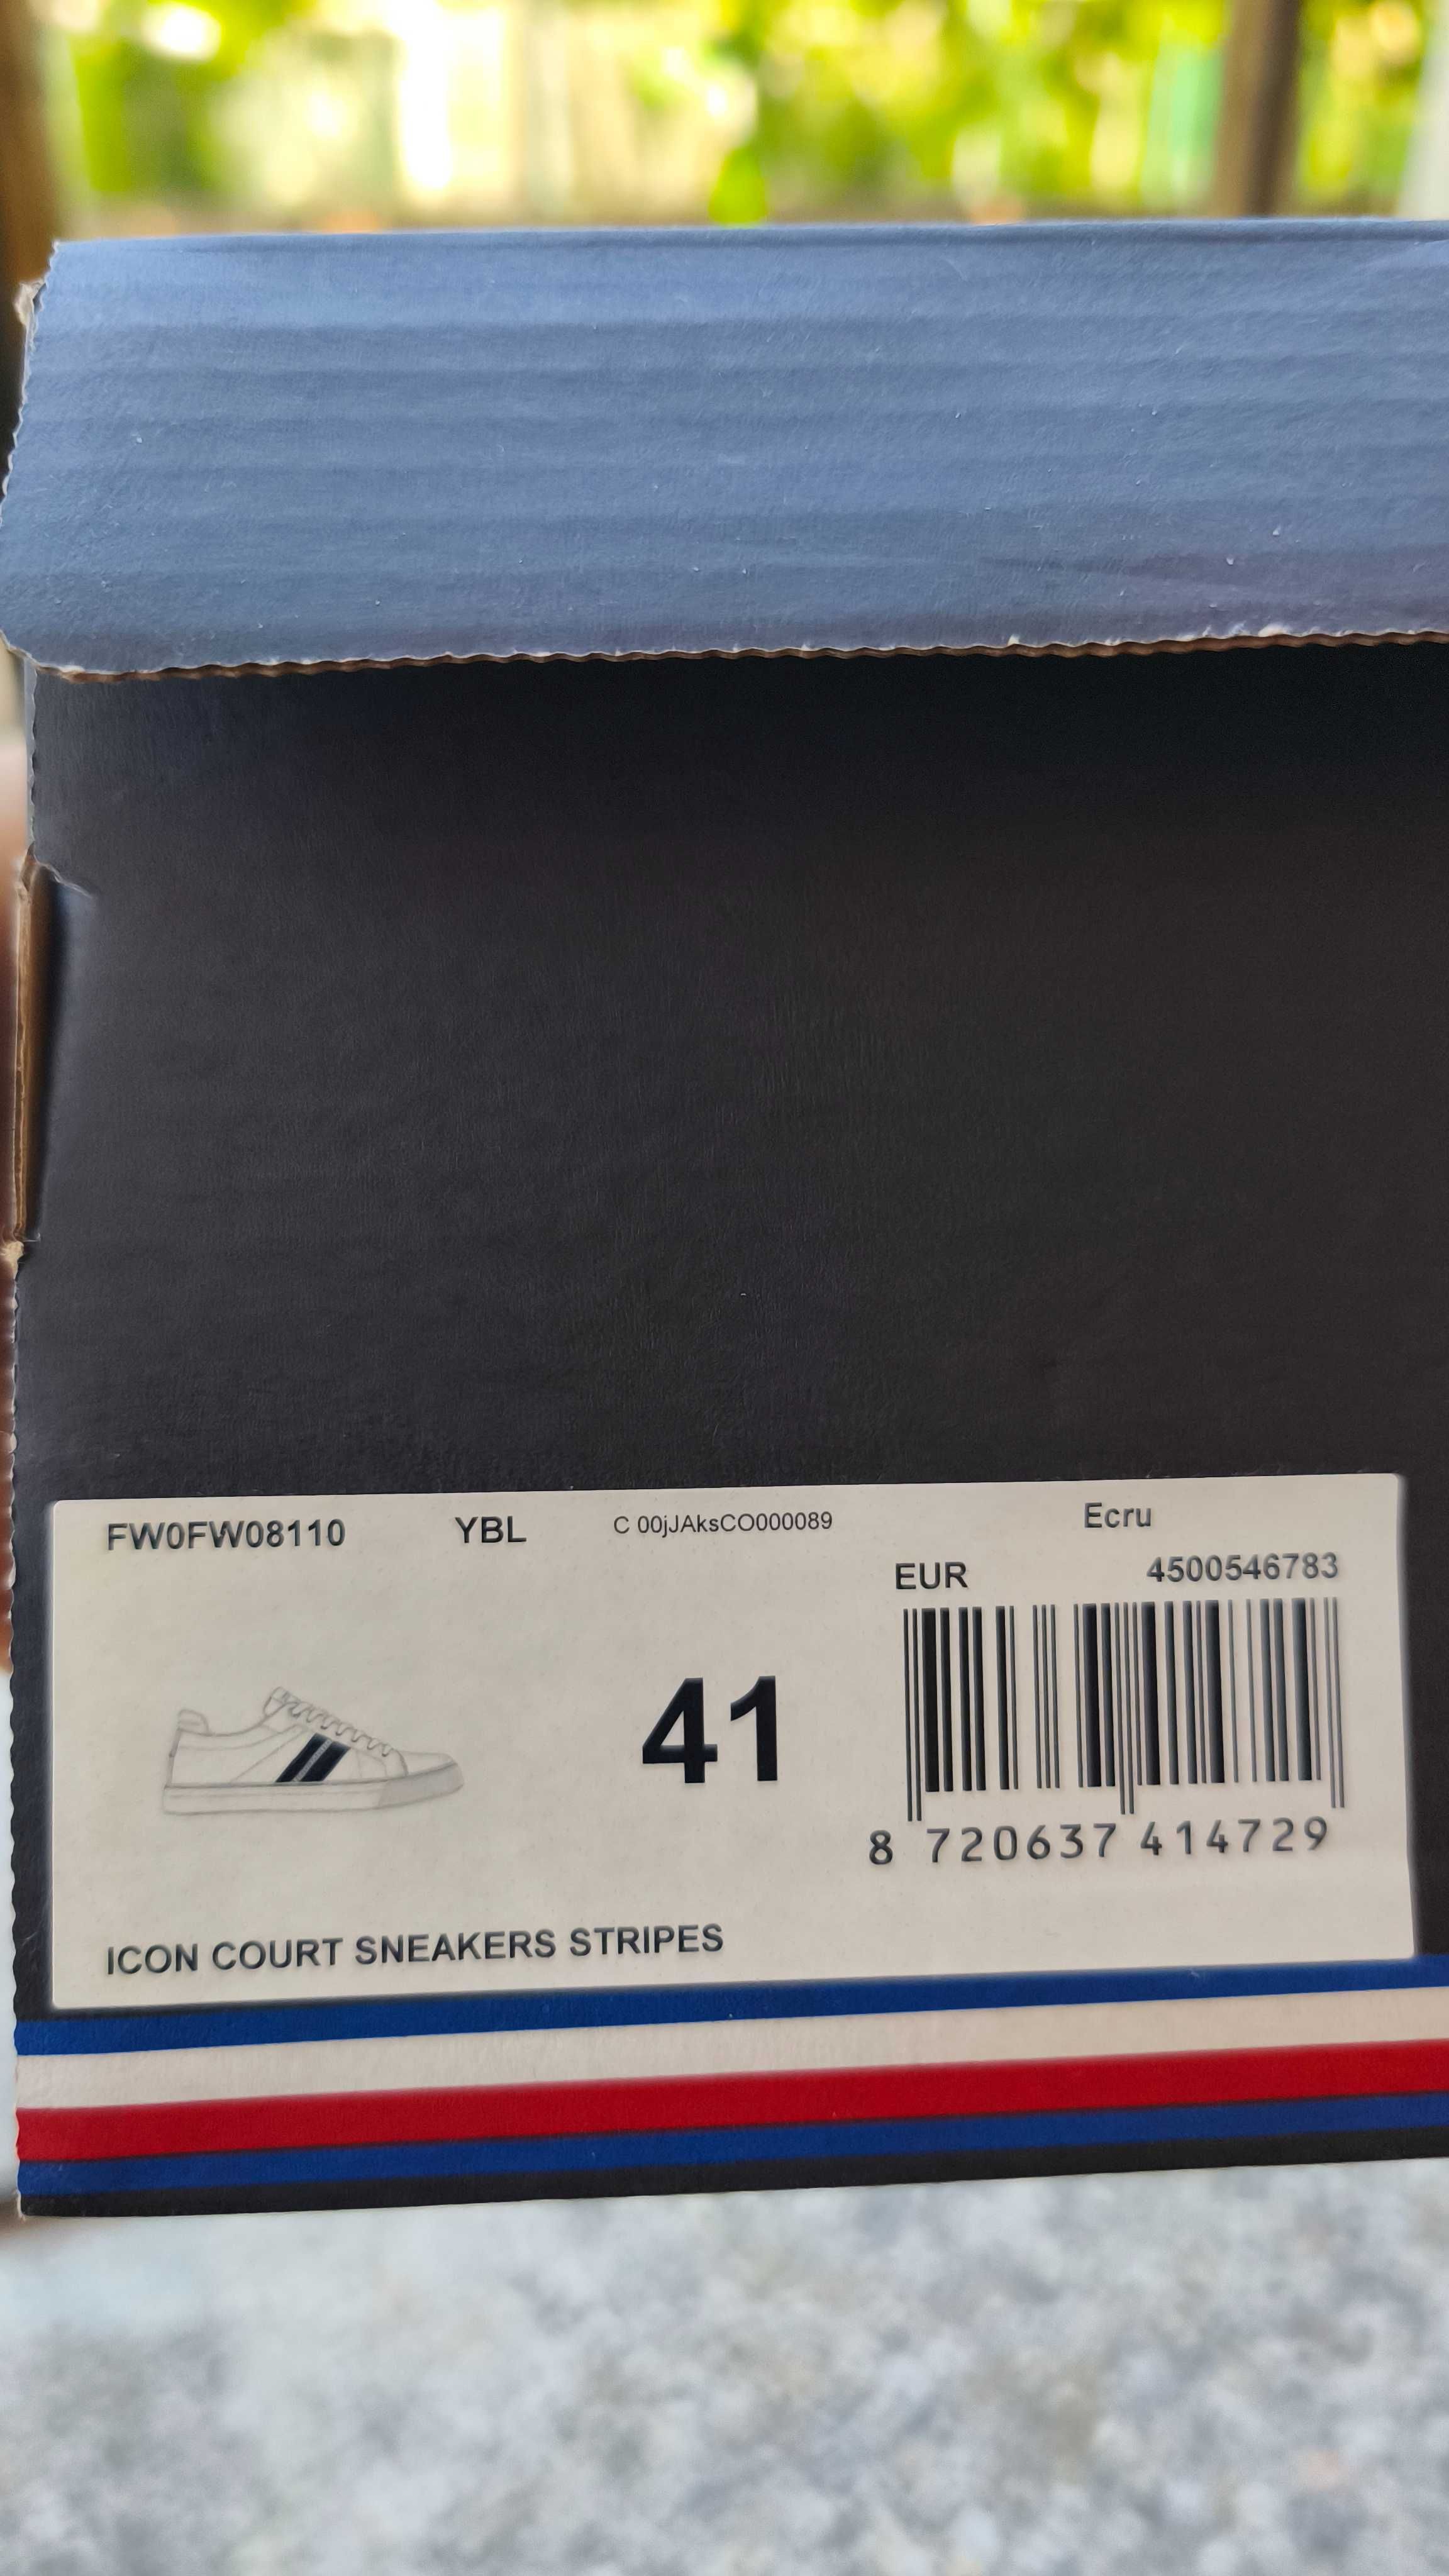 FW0FW08110 YBL C 00jJAksCO000089 Ecru
EUR 4500546783
41
8 720637 414729
ICON COURT SNEAKERS STRIPES